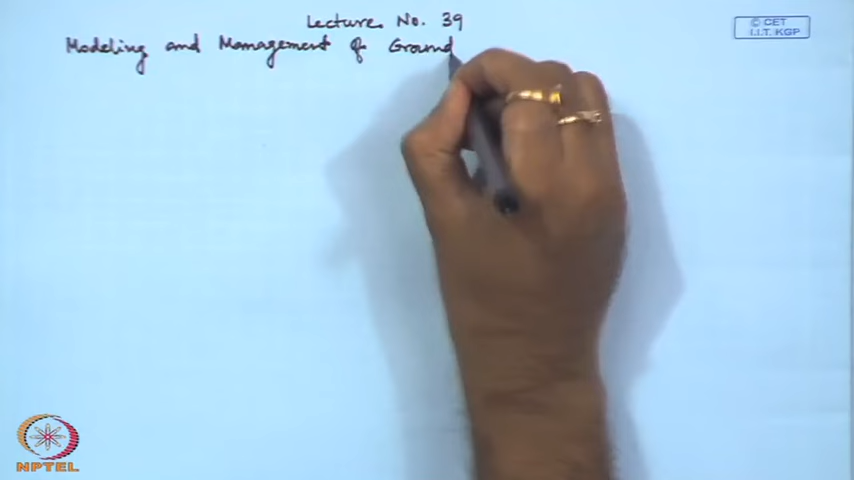 Lecture No. 39
Modeling and Management of Ground
© CET
I.I.T. KGP
NPTEL